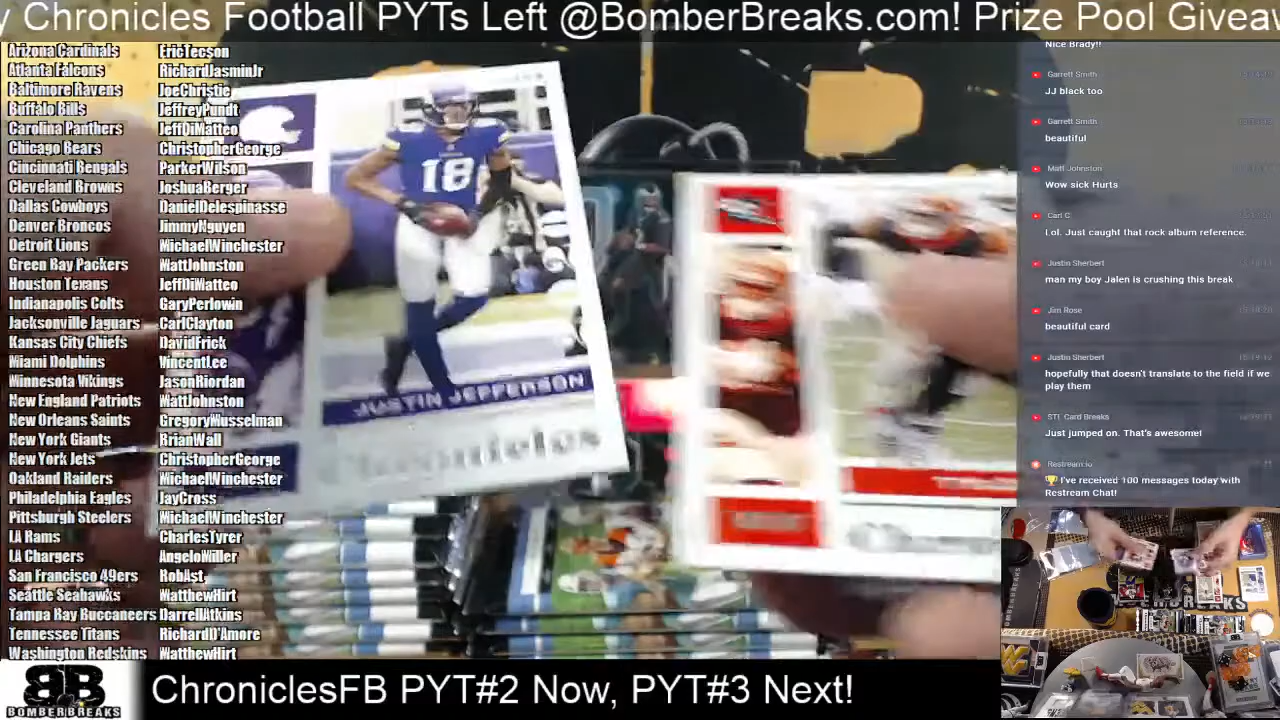 y Chronicles Football PYTs Left @BomberBreaks.com! Prize Pool Giveaw
Arizona Cardinals EricTecson
Atlanta Falcons RichardJasminJr
Baltimore Ravens JoeChristie
Buffalo Bills JeffreyPundt
Carolina Panthers JeffDiMatteo
Chicago Bears ChristopherGeorge
Cincinnati Bengals ParkerWilson
Cleveland Browns JoshuaBerger
Dallas Cowboys DanielDelespinasse
Denver Broncos JimmyNguyen
Detroit Lions MichaelWinchester
Green Bay Packers MattJohnston
Houston Texans JeffDiMatteo
Indianapolis Colts GaryPerlowin
Jacksonville Jaguars CarlClayton
Kansas City Chiefs DavidFrick
Miami Dolphins VincentLee
Winnesota Vikings JasonRiordan
New England Patriots MattJohnston
New Orleans Saints GregoryMusselman
New York Giants BrianWall
New York Jets ChristopherGeorge
Oakland Raiders MichaelWinchester
Philadelphia Eagles JayCross
Pittsburgh Steelers MichaelWinchester
LA Rams CharlesTyrer
LA Chargers AngeloMiller
San Francisco 49ers RobAst
Seattle Seahawks MatthewHirt
Tampa Bay Buccaneers DarrellAtkins
Tennessee Titans RichardD'Amore
Washington Redskins MatthewHirt
18
JUSTIN JEFFERSON
Nice Brady!!
Garrett Smith
JJ black too
Garrett Smith
beautiful
Matt Johnston
Wow sick Hurts
Carl C
Lol. Just caught that rock album reference.
Justin Sherbert
man my boy Jalen is crushing this break
Jim Rose
beautiful card
Justin Sherbert
hopefully that doesn't translate to the field if we
play them
STL Card Breaks
Just jumped on. That's awesome!
Restream.io
🏆 I've received 100 messages today with
Restream Chat!
BB
BOMBERBREAKS
ChroniclesFB PYT#2 Now, PYT#3 Next!